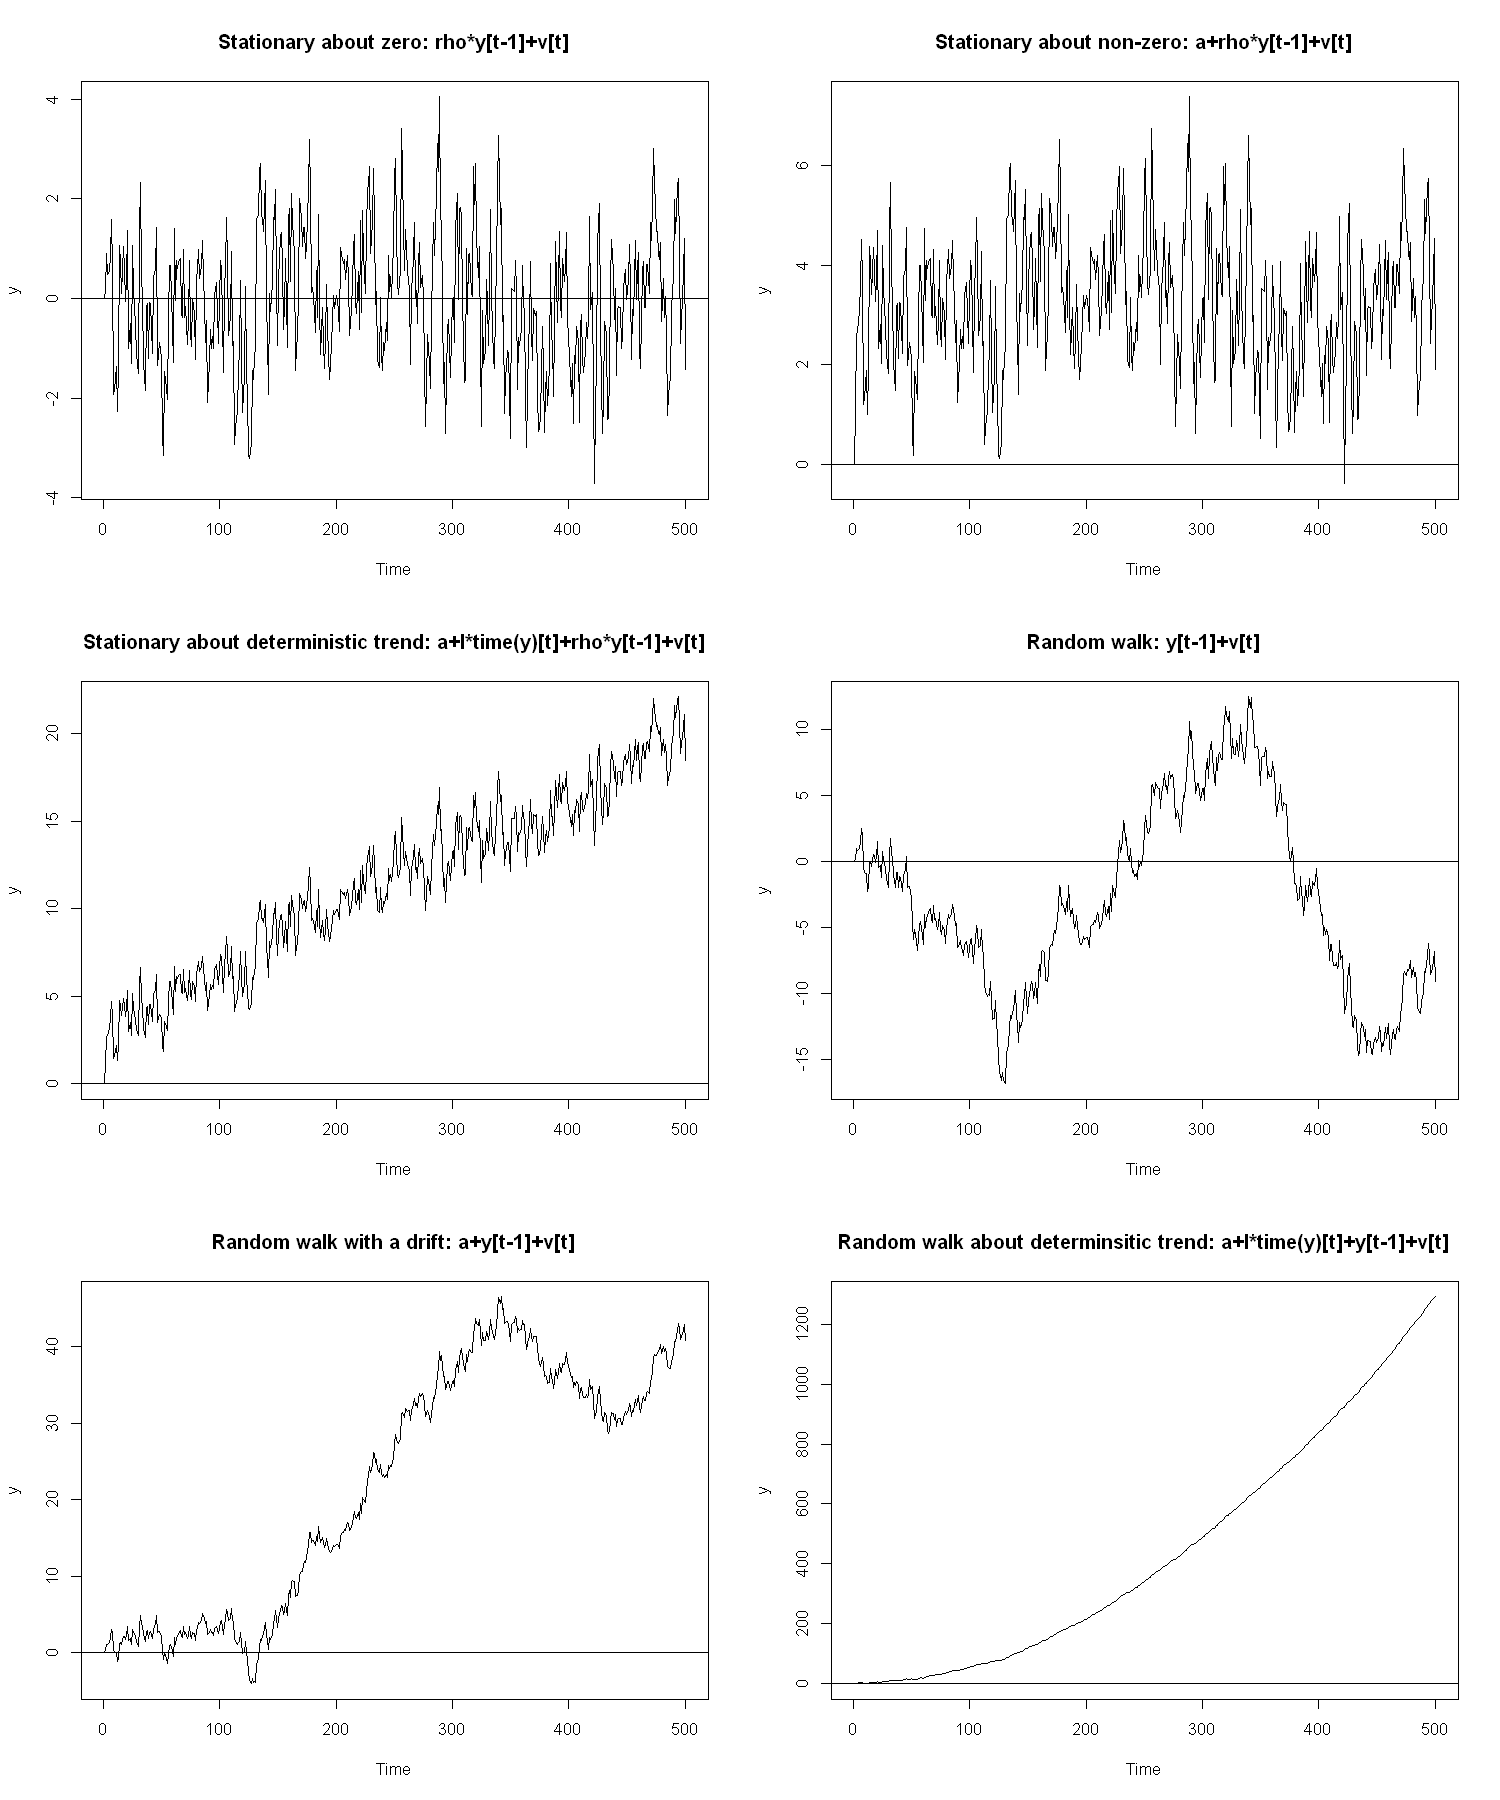 Stationary about zero: rho*y[t-1]+v[t]
4
2
0
-2
-4
y
0 100 200 300 400 500
Time
Stationary about non-zero: a+rho*y[t-1]+v[t]
6
4
2
0
y
0 100 200 300 400 500
Time
Stationary about deterministic trend: a+l*time(y)[t]+rho*y[t-1]+v[t]
20
15
10
5
0
y
0 100 200 300 400 500
Time
Random walk: y[t-1]+v[t]
10
5
0
-5
-10
-15
y
0 100 200 300 400 500
Time
Random walk with a drift: a+y[t-1]+v[t]
40
30
20
10
0
y
0 100 200 300 400 500
Time
Random walk about determinsitic trend: a+l*time(y)[t]+y[t-1]+v[t]
1200
1000
800
600
400
200
0
y
0 100 200 300 400 500
Time